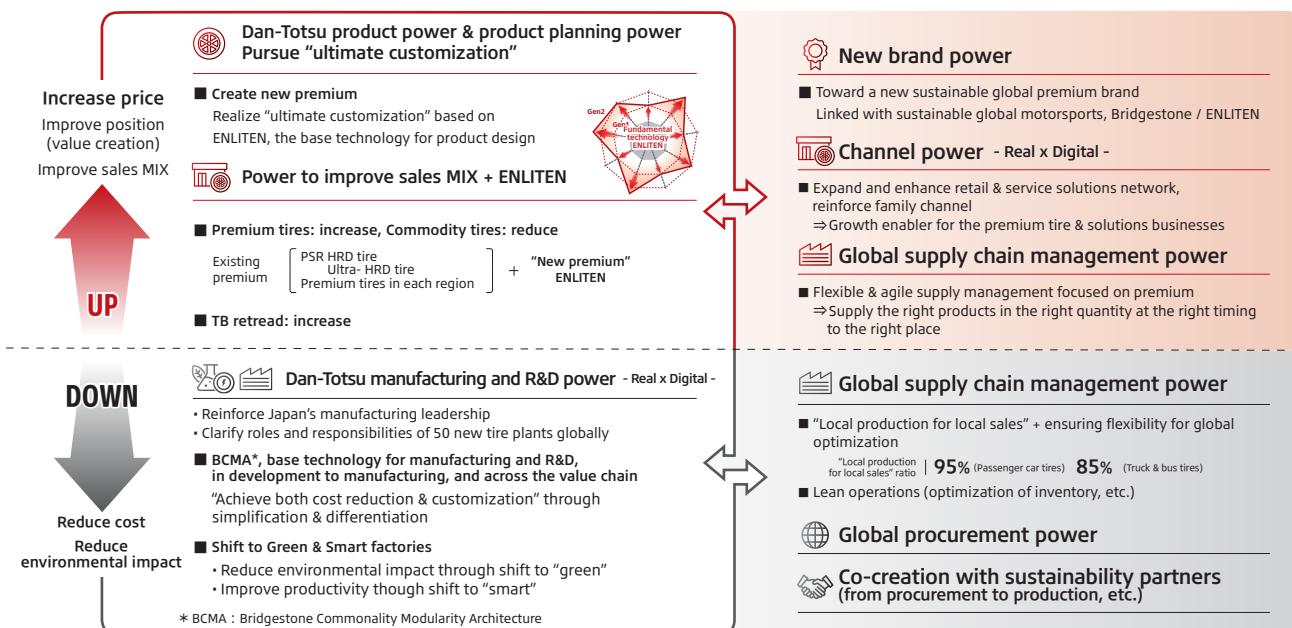 Increase price
Improve position
(value creation)
Improve sales MIX
UP
Dan-Totsu product power & product planning power
Pursue “ultimate customization”
■ Create new premium
Realize “ultimate customization” based on
ENLITEN, the base technology for product design
Gen2
Gen1
Fundamental
technology
ENLITEN
Power to improve sales MIX + ENLITEN
■ Premium tires: increase, Commodity tires: reduce
Existing
premium
PSR HRD tire
Ultra- HRD tire
Premium tires in each region
+
“New premium”
ENLITEN
■ TB retread: increase
New brand power
■ Toward a new sustainable global premium brand
Linked with sustainable global motorsports, Bridgestone / ENLITEN
Channel power - Real x Digital -
■ Expand and enhance retail & service solutions network,
reinforce family channel
⇒Growth enabler for the premium tire & solutions businesses
Global supply chain management power
■ Flexible & agile supply management focused on premium
⇒Supply the right products in the right quantity at the right timing
to the right place
DOWN
Reduce cost
Reduce
environmental impact
Dan-Totsu manufacturing and R&D power - Real x Digital -
・Reinforce Japan’s manufacturing leadership
・Clarify roles and responsibilities of 50 new tire plants globally
■ BCMA*, base technology for manufacturing and R&D,
in development to manufacturing, and across the value chain
“Achieve both cost reduction & customization” through
simplification & differentiation
■ Shift to Green & Smart factories
・Reduce environmental impact through shift to “green”
・Improve productivity though shift to “smart”
* BCMA : Bridgestone Commonality Modularity Architecture
Global supply chain management power
■ “Local production for local sales” + ensuring flexibility for global
optimization
“Local production
for local sales” ratio
95% (Passenger car tires) 85% (Truck & bus tires)
■ Lean operations (optimization of inventory, etc.)
Global procurement power
Co-creation with sustainability partners
(from procurement to production, etc.)